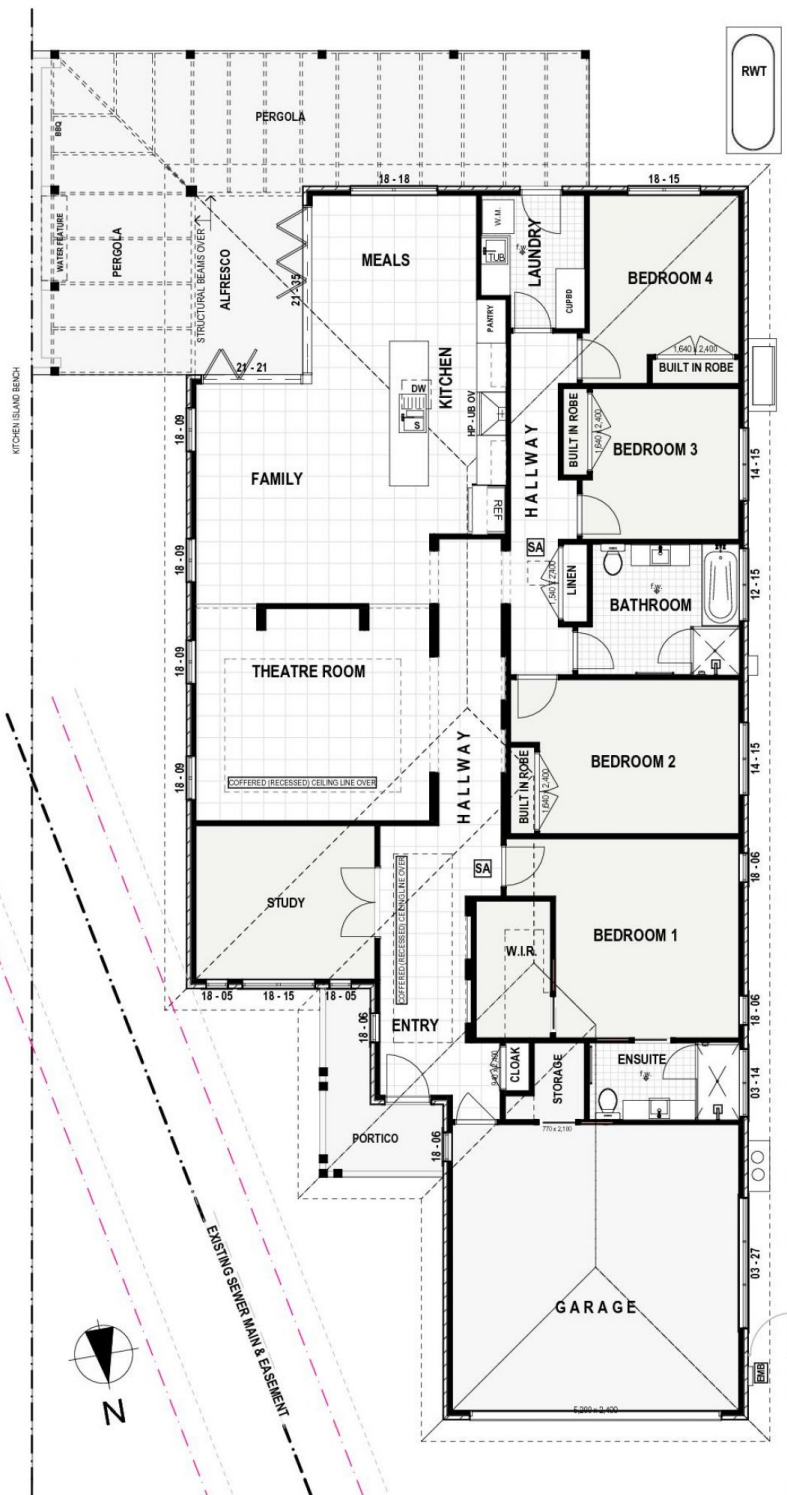 RWT
PERGOLA
BBQ
18 - 18
18 - 15
WATER FEATURE
PERGOLA
STRUCTURAL BEAMS OVER
ALFRESCO
21 - 35
21 - 21
MEALS
W.M.
TUB
f.w.
LAUNDRY
CUPBD
BEDROOM 4
1,640 x 2,400
BUILT IN ROBE
PANTRY
KITCHEN
DW
S
HP - UB OV
REF
KITCHEN ISLAND BENCH
18 - 09
FAMILY
HALLWAY
BUILT IN ROBE
1,640 x 2,400
BEDROOM 3
14 - 15
18 - 09
SA
1,540 x 2,400
LINEN
f.w.
BATHROOM
12 - 15
18 - 09
THEATRE ROOM
COFFERED (RECESSED) CEILING LINE OVER
18 - 09
HALLWAY
BUILT IN ROBE
1,640 x 2,400
BEDROOM 2
14 - 15
STUDY
COFFERED (RECESSED) CEILING LINE OVER
SA
18 - 06
BEDROOM 1
W.I.R.
18 - 05
18 - 15
18 - 05
18 - 06
ENTRY
18 - 06
940 x 2,400
CLOAK
STORAGE
ENSUITE
f.w.
03 - 14
PORTICO
18 - 06
770 x 2,100
EXISTING SEWER MAIN & EASEMENT
GARAGE
03 - 27
N
EMB
5,200 x 2,400